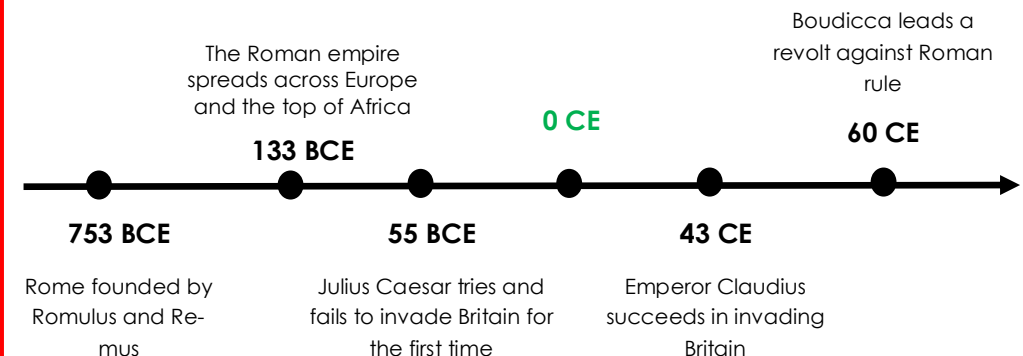 Boudicca leads a
revolt against Roman
rule
The Roman empire
spreads across Europe
and the top of Africa
0 CE
60 CE
133 BCE
753 BCE
55 BCE
43 CE
Rome founded by
Romulus and Re-
mus
Julius Caesar tries and
fails to invade Britain for
the first time
Emperor Claudius
succeeds in invading
Britain